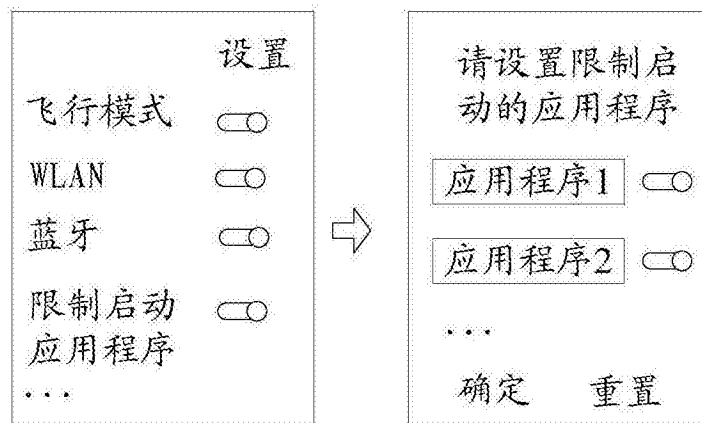 设置
飞行模式
WLAN
蓝牙
限制启动
应用程序
...
请设置限制启
动的应用程序
应用程序1
应用程序2
...
确定 重置